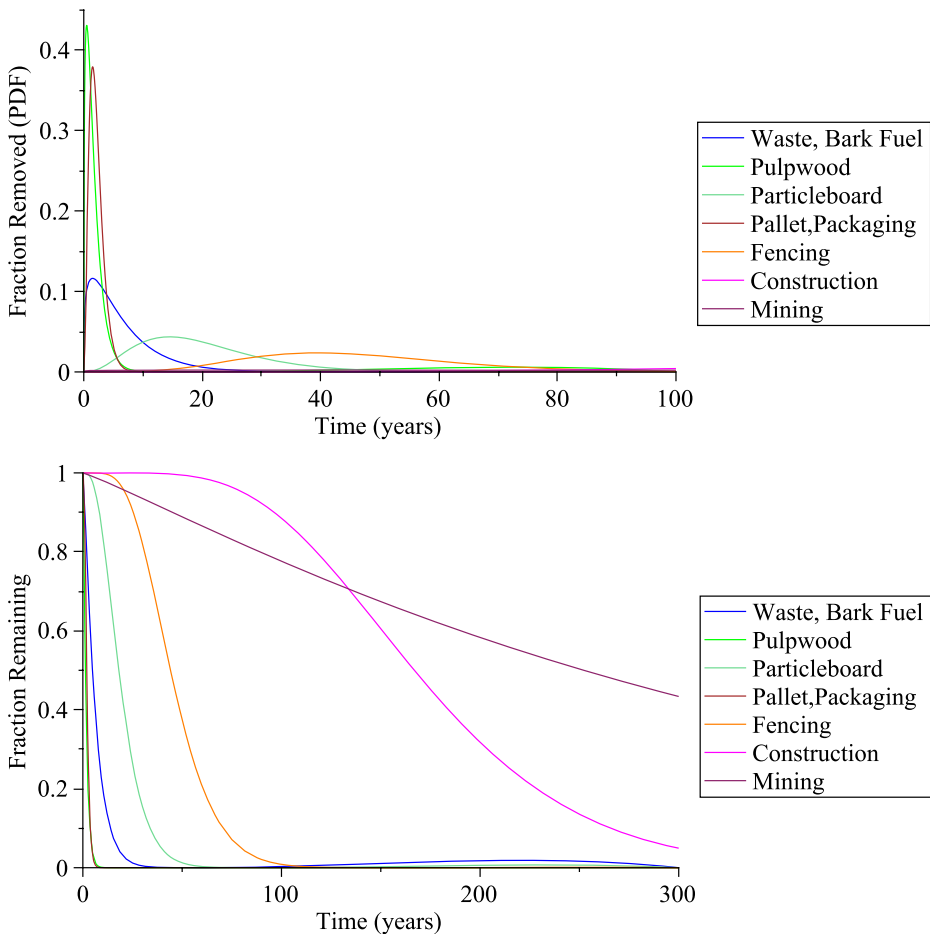 Fraction Removed (PDF)
0.4
0.3
0.2
0.1
0
0 20 40 60 80 100
Time (years)
Waste, Bark Fuel
Pulpwood
Particleboard
Pallet,Packaging
Fencing
Construction
Mining
Fraction Remaining
1
0.8
0.6
0.4
0.2
0
0 100 200 300
Time (years)
Waste, Bark Fuel
Pulpwood
Particleboard
Pallet,Packaging
Fencing
Construction
Mining